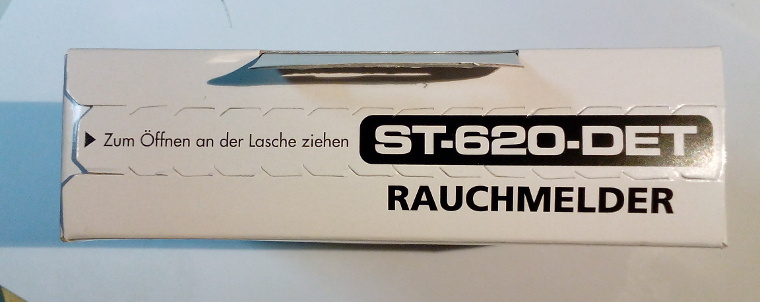 Zum Öffnen an der Lasche ziehen
ST-620-DET
RAUCHMELDER